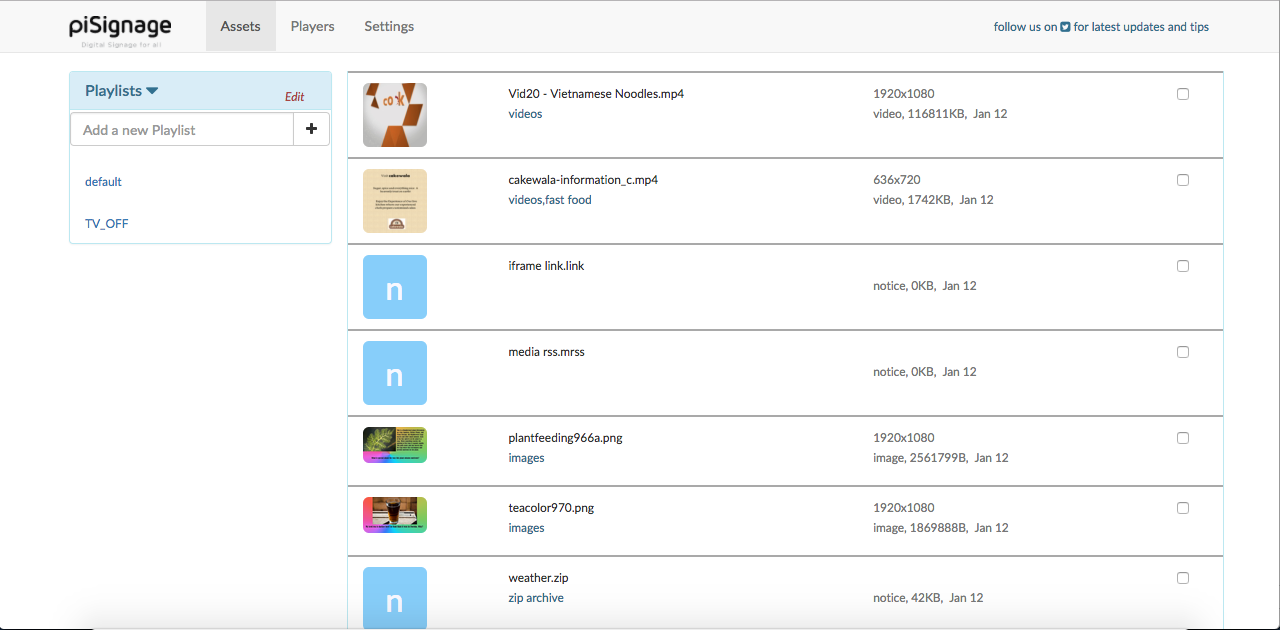 piSignage
Digital Signage for all
Assets
Players
Settings
follow us on for latest updates and tips
Playlists
Edit
Add a new Playlist
+
default
TV_OFF
Vid20 - Vietnamese Noodles.mp4
1920x1080
videos
video, 116811KB, Jan 12
cakewala-information_c.mp4
636x720
videos,fast food
video, 1742KB, Jan 12
n
iframe link.link
notice, 0KB, Jan 12
n
media rss.mrss
notice, 0KB, Jan 12
plantfeeding966a.png
1920x1080
images
image, 2561799B, Jan 12
teacolor970.png
1920x1080
images
image, 1869888B, Jan 12
n
weather.zip
zip archive
notice, 42KB, Jan 12